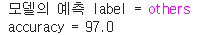 모델의 예측 label = others
accuracy = 97.0